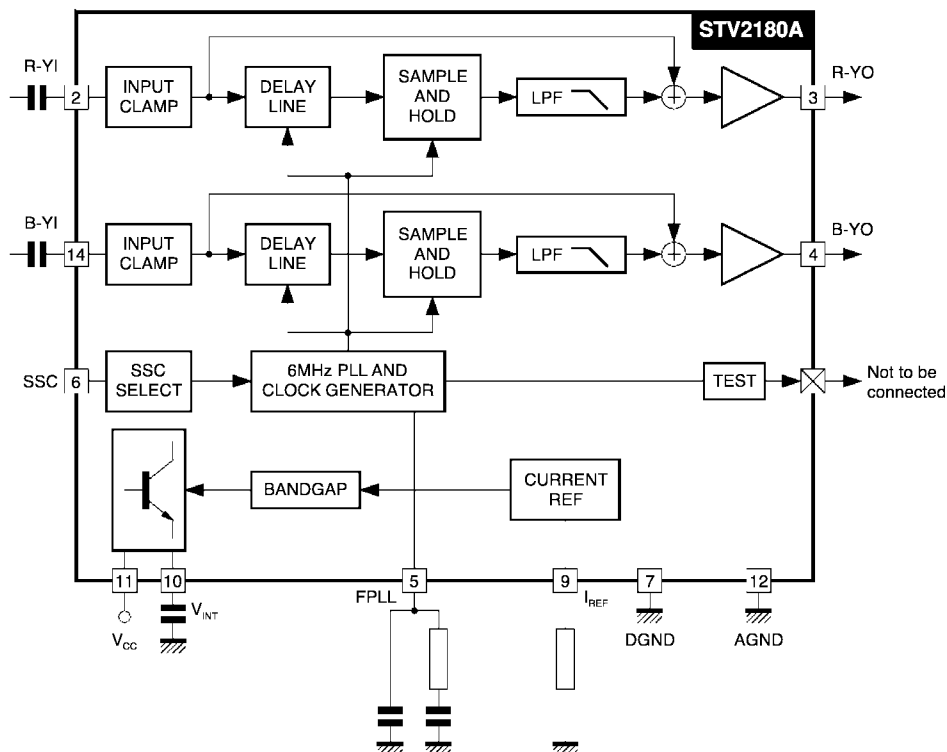 STV2180A
R-YI
2
INPUT
CLAMP
DELAY
LINE
SAMPLE
AND
HOLD
LPF
R-YO
3
B-YI
14
INPUT
CLAMP
DELAY
LINE
SAMPLE
AND
HOLD
LPF
B-YO
4
SSC
6
SSC
SELECT
6MHz PLL AND
CLOCK GENERATOR
TEST
Not to be
connected
BANDGAP
CURRENT
REF
11
10
5
9
7
12
VCC
VINT
FPLL
IREF
DGND
AGND